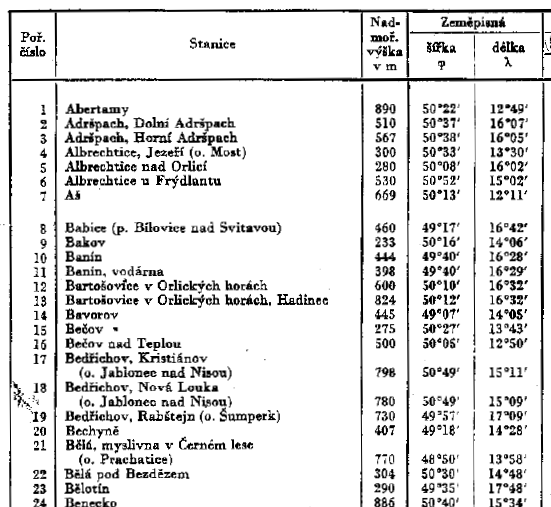 Poř. číslo Stanice Nad- moř. výška v m Zeměpisná šířka φ délka λ
1 Abertamy 890 50°22′ 12°49′
2 Adršpach, Dolní Adršpach 510 50°37′ 16°07′
3 Adršpach, Horní Adršpach 567 50°38′ 16°05′
4 Albrechtice, Jezeří (o. Most) 300 50°33′ 13°30′
5 Albrechtice nad Orlicí 280 50°08′ 16°02′
6 Albrechtice u Frýdlantu 530 50°52′ 15°02′
7 Aš 669 50°13′ 12°11′
8 Babice (p. Bílovice nad Svitavou) 460 49°17′ 16°42′
9 Bakov 233 50°16′ 14°06′
10 Banín 444 49°40′ 16°28′
11 Banín, vodárna 398 49°40′ 16°29′
12 Bartošovice v Orlických horách 600 50°10′ 16°32′
13 Bartošovice v Orlických horách, Hadinec 824 50°12′ 16°32′
14 Bavorov 445 49°07′ 14°05′
15 Bečov 275 50°27′ 13°43′
16 Bečov nad Teplou 500 50°05′ 12°50′
17 Bedřichov, Kristiánov
(o. Jablonec nad Nisou) 798 50°49′ 15°11′
18 Bedřichov, Nová Louka
(o. Jablonec nad Nisou) 780 50°49′ 15°09′
19 Bedřichov, Rabštejn (o. Šumperk) 730 49°57′ 17°09′
20 Bechyně 407 49°18′ 14°28′
21 Bělá, myslivna v Černém lese
(o. Prachatice) 770 48°50′ 13°58′
22 Bělá pod Bezdězem 304 50°30′ 14°48′
23 Bělotín 290 49°35′ 17°48′
24 Benecko 886 50°40′ 15°34′